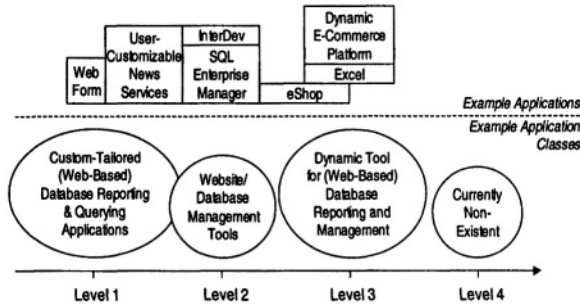 Web
Form
User-
Customizable
News
Services
InterDev
SQL
Enterprise
Manager
eShop
Dynamic
E-Commerce
Platform
Excel
Example Applications
Example Application
Classes
Custom-Tailored
(Web-Based)
Database Reporting
& Querying
Applications
Website/
Database
Management
Tools
Dynamic Tool
for (Web-Based)
Database
Reporting and
Management
Currently
Non-
Existent
Level 1
Level 2
Level 3
Level 4